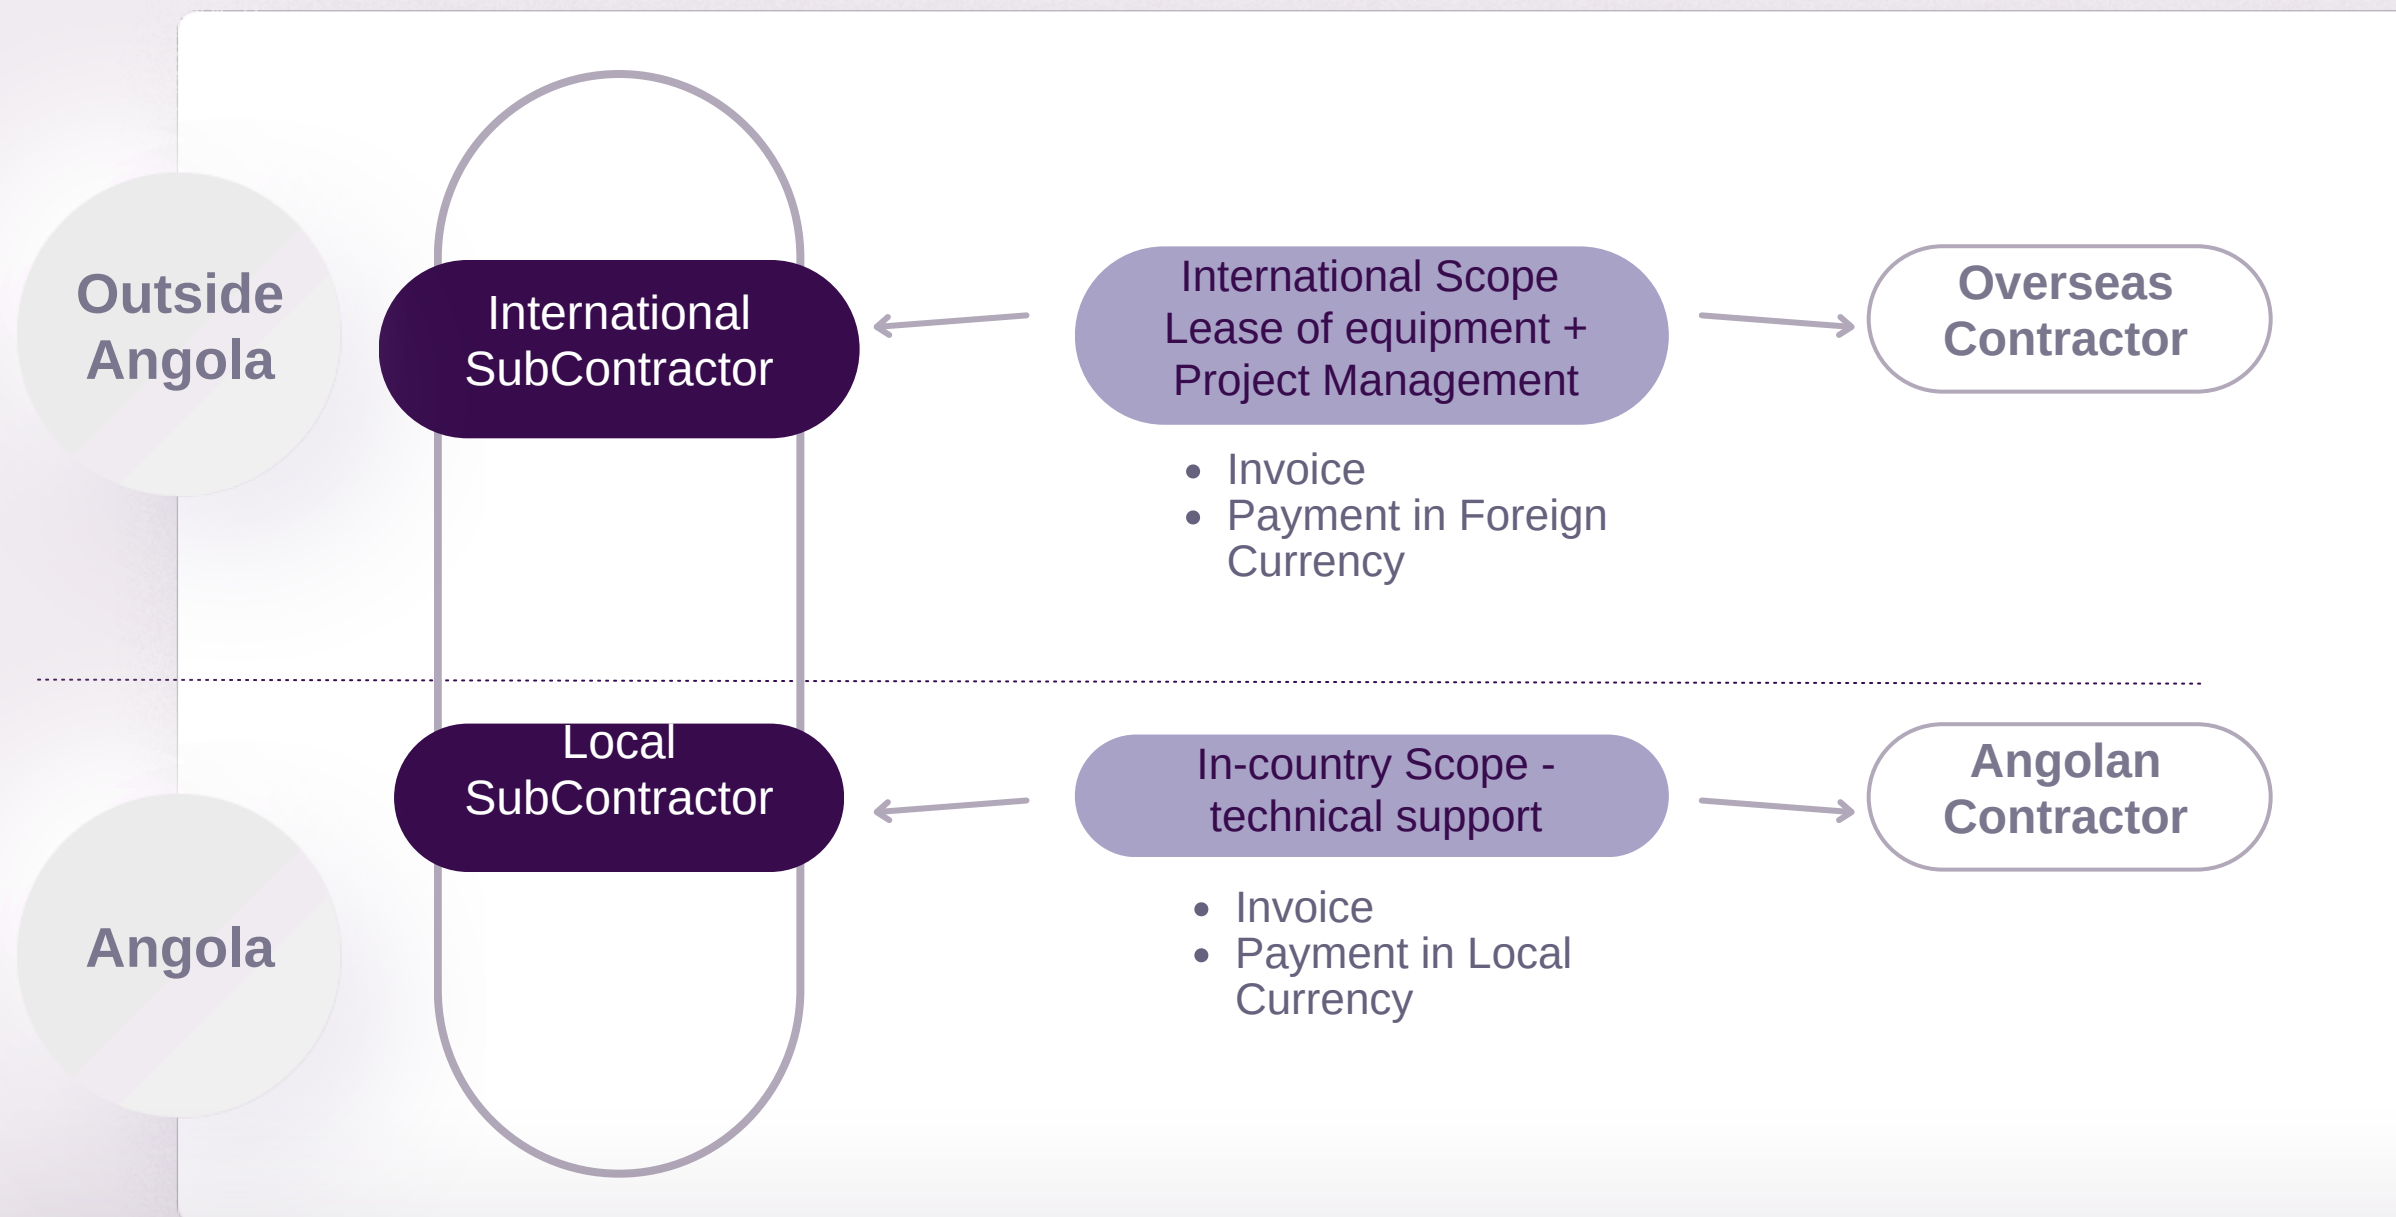 Outside
Angola
International
SubContractor
International Scope
Lease of equipment +
Project Management
Overseas
Contractor
• Invoice
• Payment in Foreign
Currency
Local
SubContractor
In-country Scope -
technical support
Angolan
Contractor
Angola
• Invoice
• Payment in Local
Currency